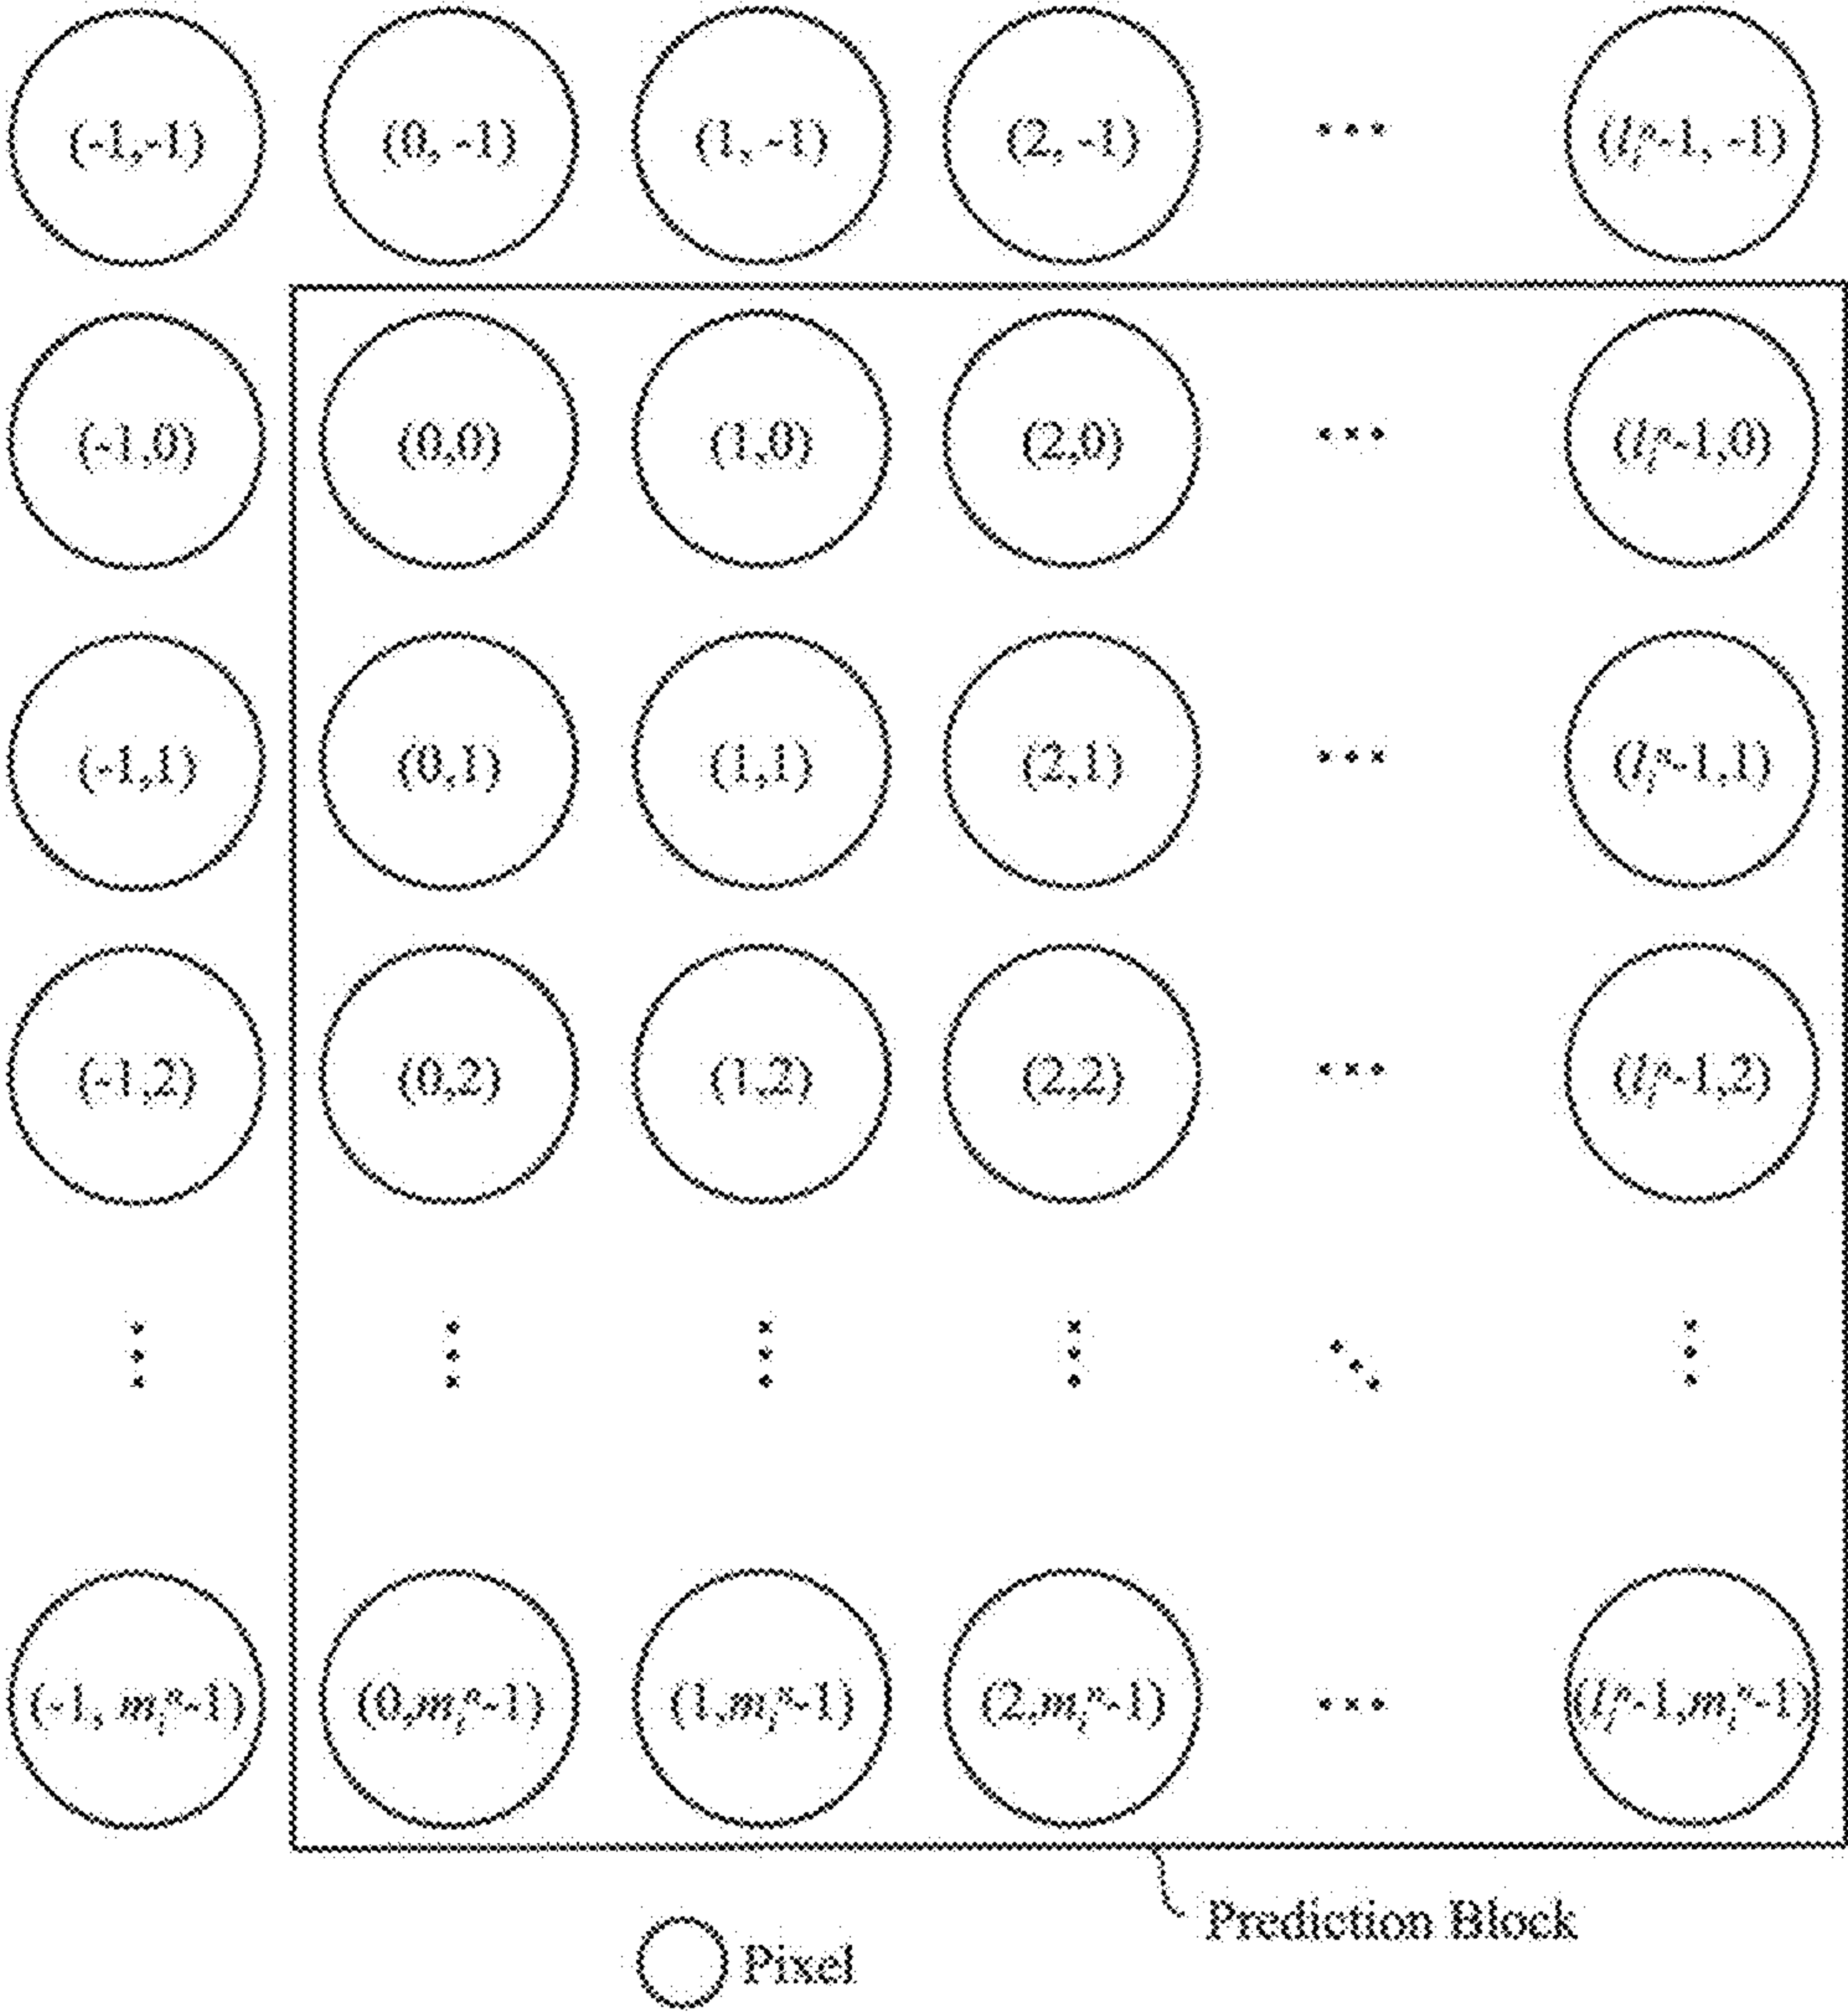 (-1,-1) (0, -1) (1, -1) (2, -1) ... (l_i^n-1, -1)
(-1,0) (0,0) (1,0) (2,0) ... (l_i^n-1,0)
(-1,1) (0,1) (1,1) (2,1) ... (l_i^n-1,1)
(-1,2) (0,2) (1,2) (2,2) ... (l_i^n-1,2)
(-1, m_i^n-1) (0,m_i^n-1) (1,m_i^n-1) (2,m_i^n-1) ... (l_i^n-1,m_i^n-1)
Prediction Block
Pixel